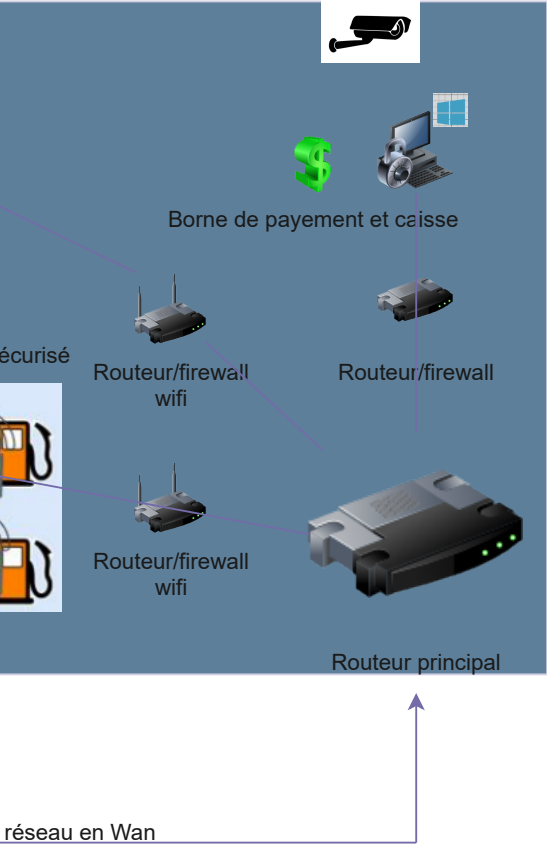 Borne de payement et caisse
écurisé
Routeur/firewall
wifi
Routeur/firewall
Routeur/firewall
wifi
Routeur principal
réseau en Wan